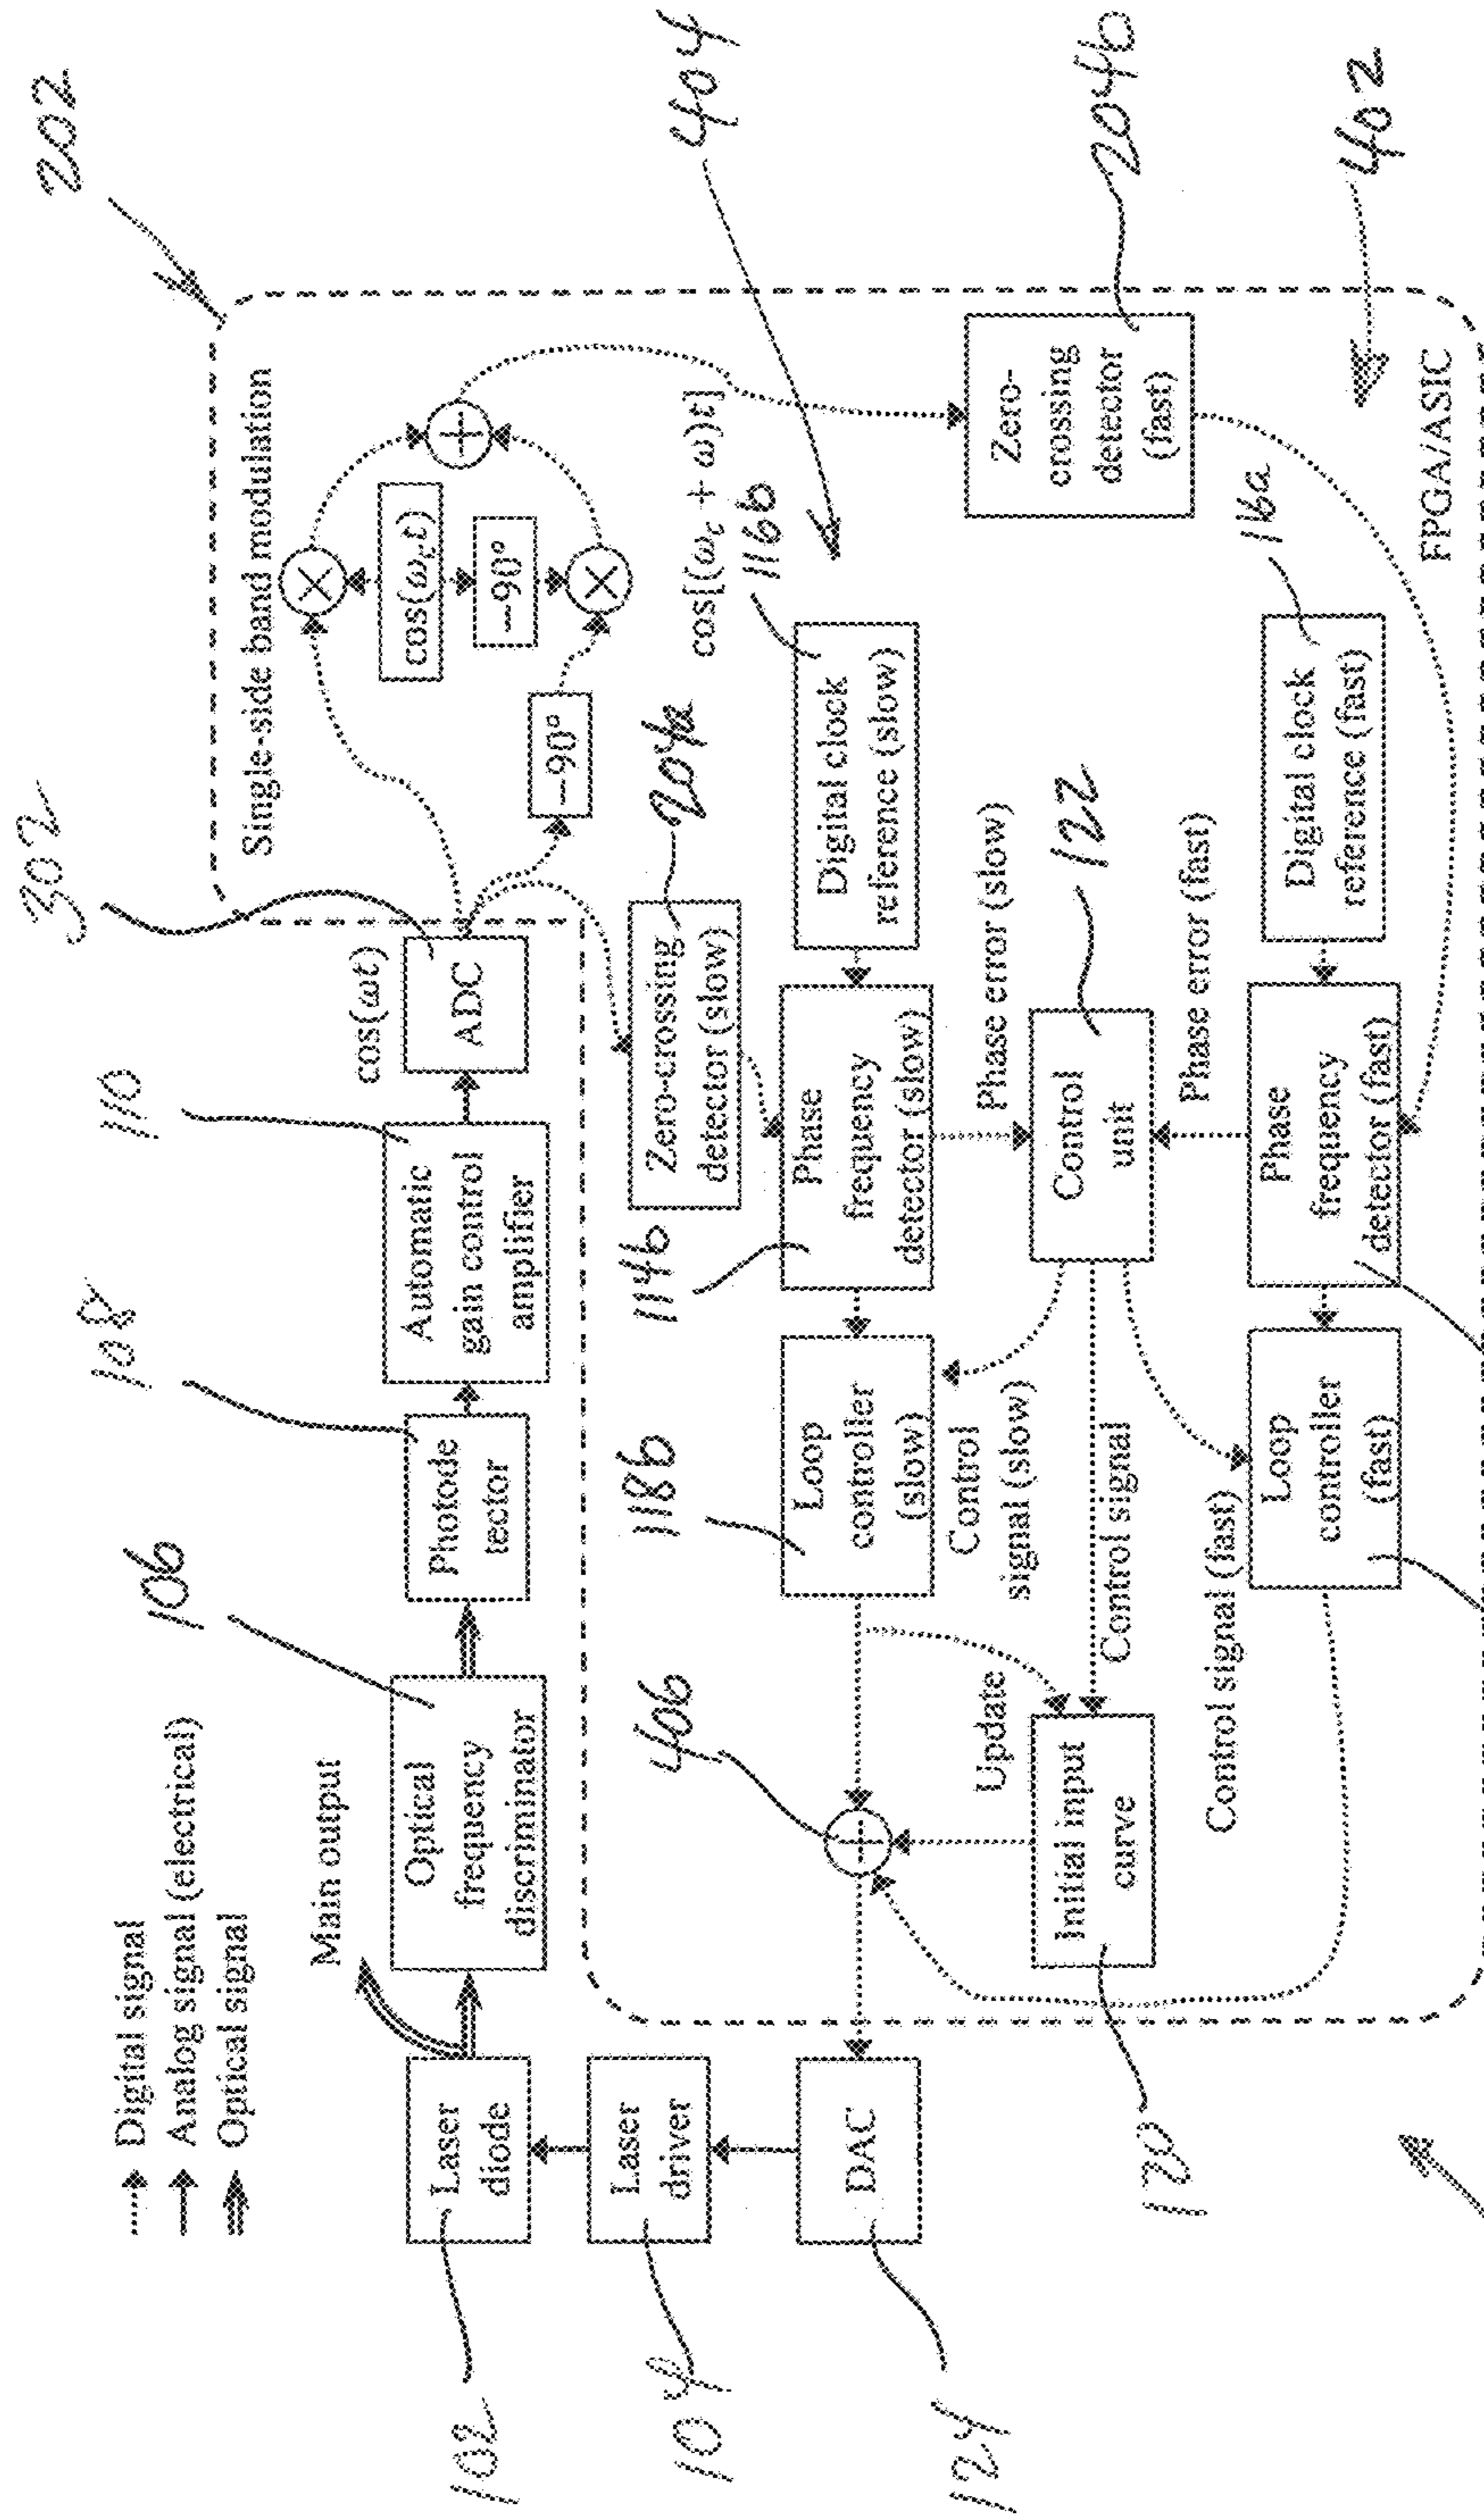 Digital signal
Analog signal (electrical)
Optical signal
Main output
102
104
124
106
108
110
302
202
Laser
diode
Laser
driver
DAC
Optical
frequency
discriminator
Photode
tector
Automatic
gain control
amplifier
cos(ωt)
ADC
Single-side band modulation
cos(ω_c t)
−90°
−90°
cos[(ω_c + ω)t]
404
204a
Zero-crossing
detector (slow)
116b
Digital clock
reference (slow)
114b
Phase
frequency
detector (slow)
118b
Loop
controller
(slow)
406
Phase error (slow)
122
Control
unit
Control
signal (slow)
Control signal
Update
Initial input
curve
120
Control signal (fast)
Phase error (fast)
204b
Zero-
crossing
detector
(fast)
116a
Digital clock
reference (fast)
Phase
frequency
detector (fast)
Loop
controller
(fast)
FPGA/ASIC
402